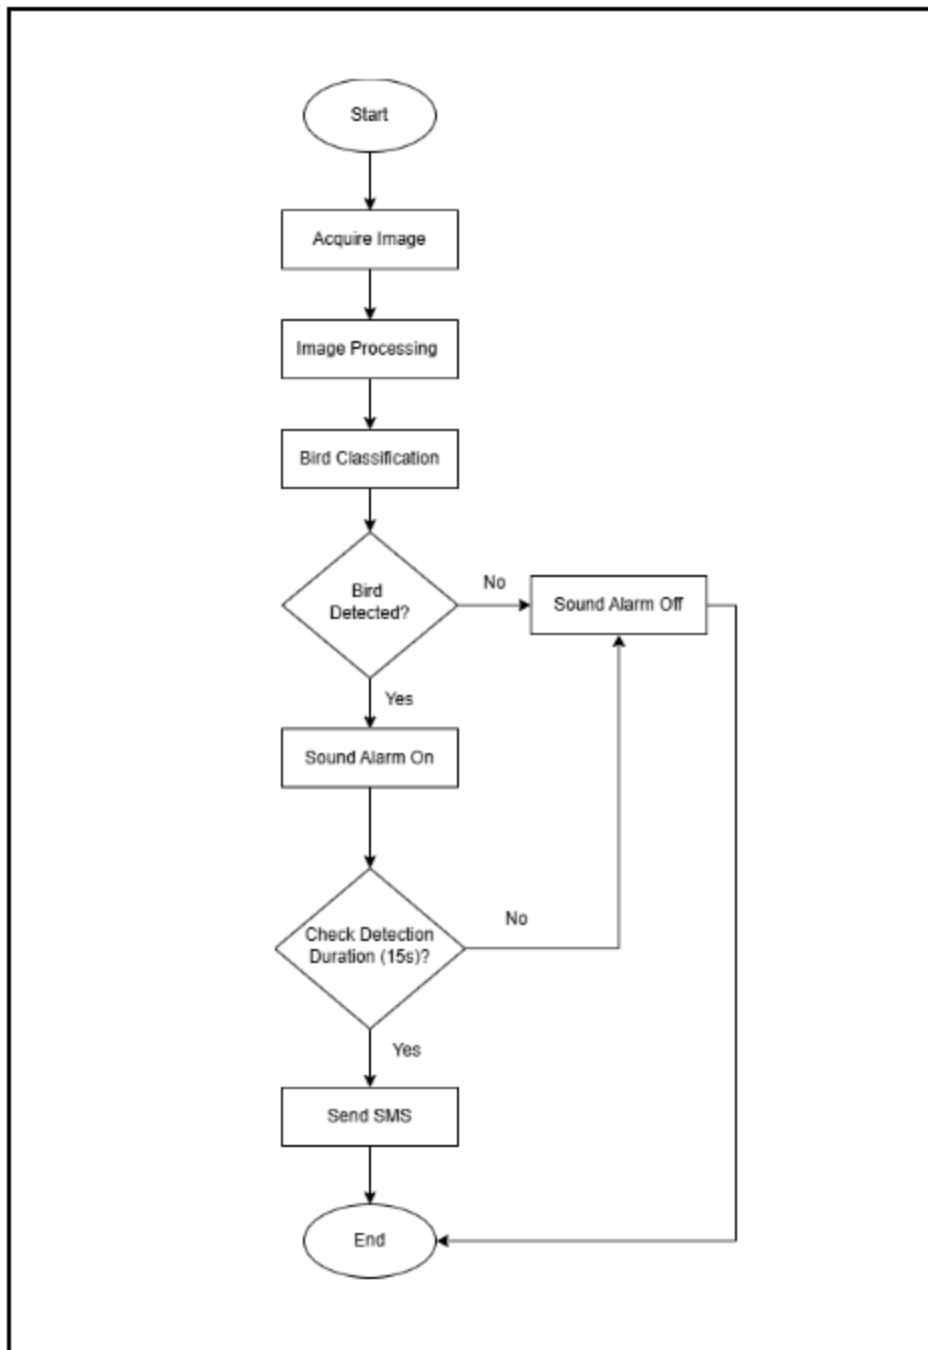 Start
Acquire Image
Image Processing
Bird Classification
Bird
Detected?
No
Sound Alarm Off
Yes
Sound Alarm On
Check Detection
Duration (15s)?
No
Yes
Send SMS
End